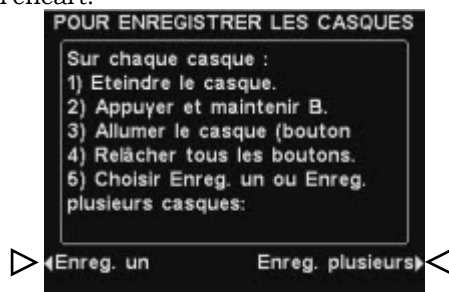 l'encart.
POUR ENREGISTRER LES CASQUES
Sur chaque casque :
1) Eteindre le casque.
2) Appuyer et maintenir B.
3) Allumer le casque (bouton
4) Relâcher tous les boutons.
5) Choisir Enreg. un ou Enreg.
plusieurs casques:
Enreg. un Enreg. plusieurs